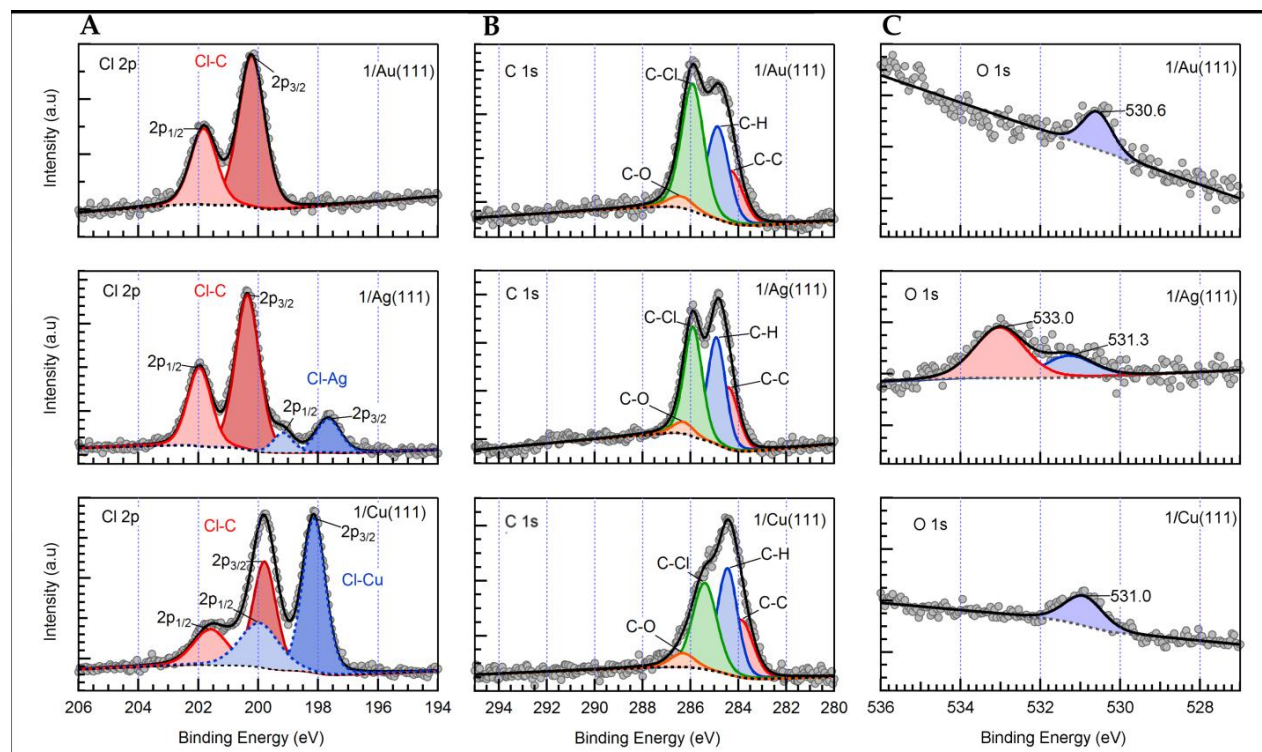 A
B
C
Cl 2p
Cl-C
1/Au(111)
2p3/2
2p1/2
Intensity (a.u)
C 1s
1/Au(111)
C-Cl
C-H
C-C
C-O
O 1s
1/Au(111)
530.6
Cl 2p
Cl-C
1/Ag(111)
2p3/2
2p1/2
Cl-Ag
2p1/2
2p3/2
Intensity (a.u)
C 1s
1/Ag(111)
C-Cl
C-H
C-C
C-O
O 1s
1/Ag(111)
533.0
531.3
Cl 2p
Cl-C
1/Cu(111)
2p3/2
2p3/2
2p1/2
2p1/2
Cl-Cu
Intensity (a.u)
C 1s
1/Cu(111)
C-Cl
C-H
C-C
C-O
O 1s
1/Cu(111)
531.0
206 204 202 200 198 196 194
294 292 290 288 286 284 282 280
536 534 532 530 528
Binding Energy (eV)
Binding Energy (eV)
Binding Energy (eV)